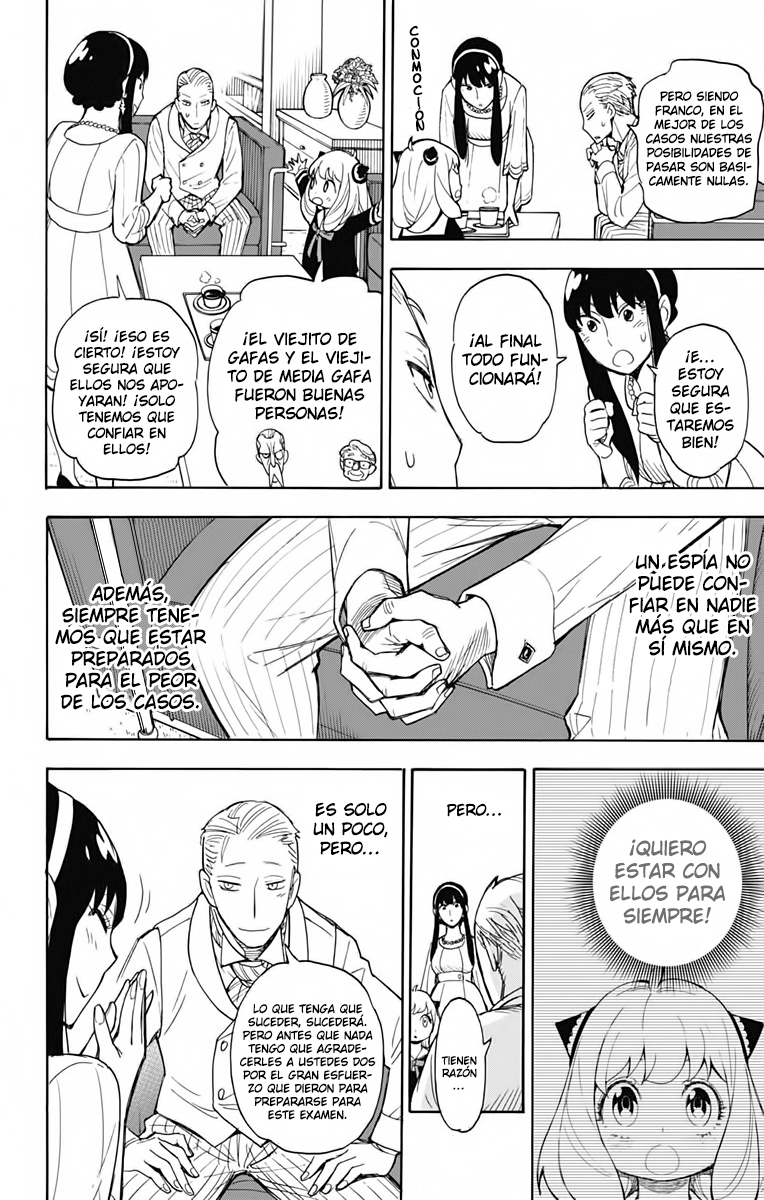 PERO SIENDO
FRANCO, EN EL
MEJOR DE LOS
CASOS NUESTRAS
POSIBILIDADES DE
PASAR SON BASI-
CAMENTE NULAS.
CONMOCIÓN
¡EL VIEJITO DE
GAFAS Y EL VIEJI-
TO DE MEDIA GAFA
FUERON BUENAS
PERSONAS!
¡SÍ! ¡ESO ES
CIERTO! ¡ESTOY
SEGURA QUE
ELLOS NOS APO-
YARAN! ¡SOLO
TENEMOS QUE
CONFIAR EN
ELLOS!
¡E...
ESTOY
SEGURA
QUE ES-
TAREMOS
BIEN!
¡AL FINAL
TODO FUN-
CIONARÁ!
UN ESPÍA NO
PUEDE CON-
FIAR EN NADIE
MÁS QUE EN
SÍ MISMO.
ADEMÁS,
SIEMPRE TENE-
MOS QUE ESTAR
PREPARADOS
PARA EL PEOR
DE LOS CASOS.
¡QUIERO
ESTAR CON
ELLOS PARA
SIEMPRE!
PERO...
TIENEN
RAZÓN
...
ES SOLO
UN POCO,
PERO...
LO QUE TENGA QUE
SUCEDER, SUCEDERÁ.
PERO ANTES QUE NADA
TENGO QUE AGRADE-
CERLES A USTEDES DOS
POR EL GRAN ESFUER-
ZO QUE DIERON PARA
PREPARARSE PARA
ESTE EXAMEN.